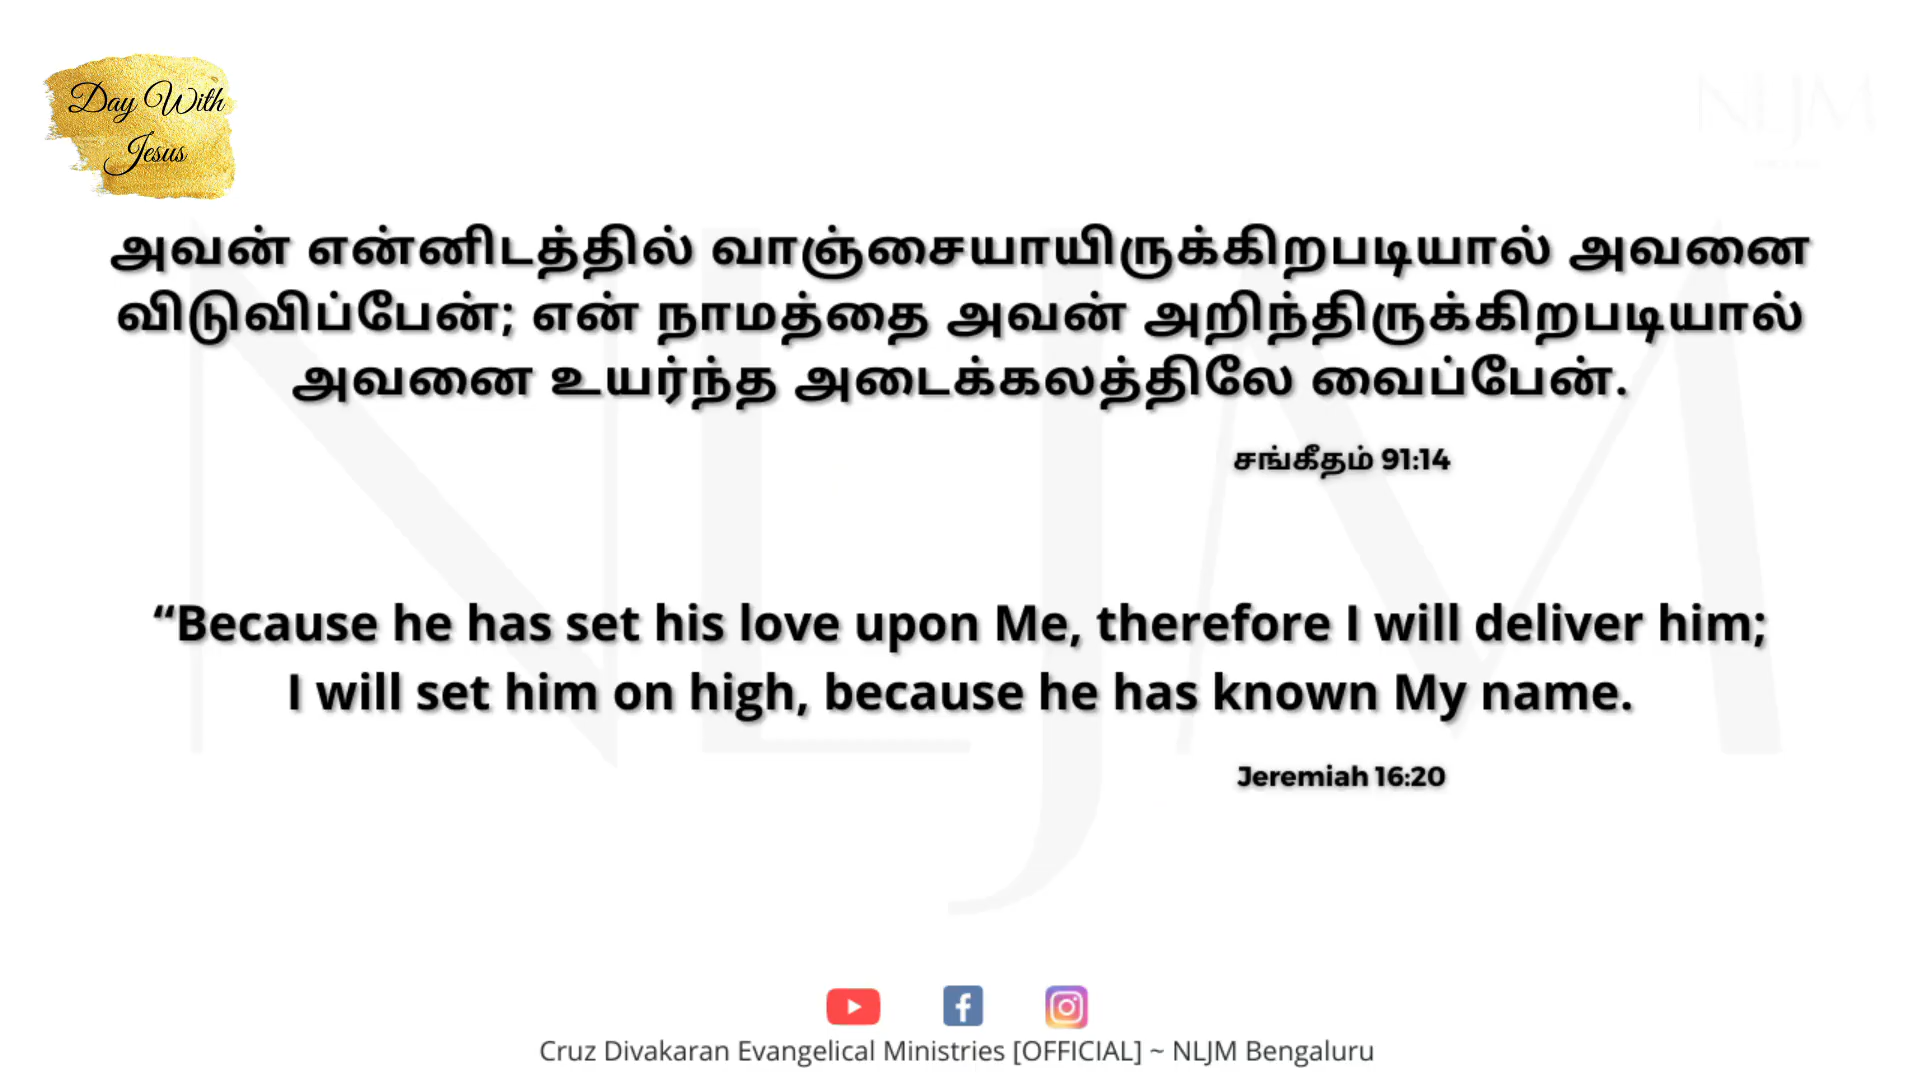 Day With
Jesus
NLJM
அவன் என்னிடத்தில் வாஞ்சையாயிருக்கிறபடியால் அவனை
விடுவிப்பேன்; என் நாமத்தை அவன் அறிந்திருக்கிறபடியால்
அவனை உயர்ந்த அடைக்கலத்திலே வைப்பேன்.
சங்கீதம் 91:14
NLJM
“Because he has set his love upon Me, therefore I will deliver him;
I will set him on high, because he has known My name.
Jeremiah 16:20
Cruz Divakaran Evangelical Ministries [OFFICIAL] ~ NLJM Bengaluru